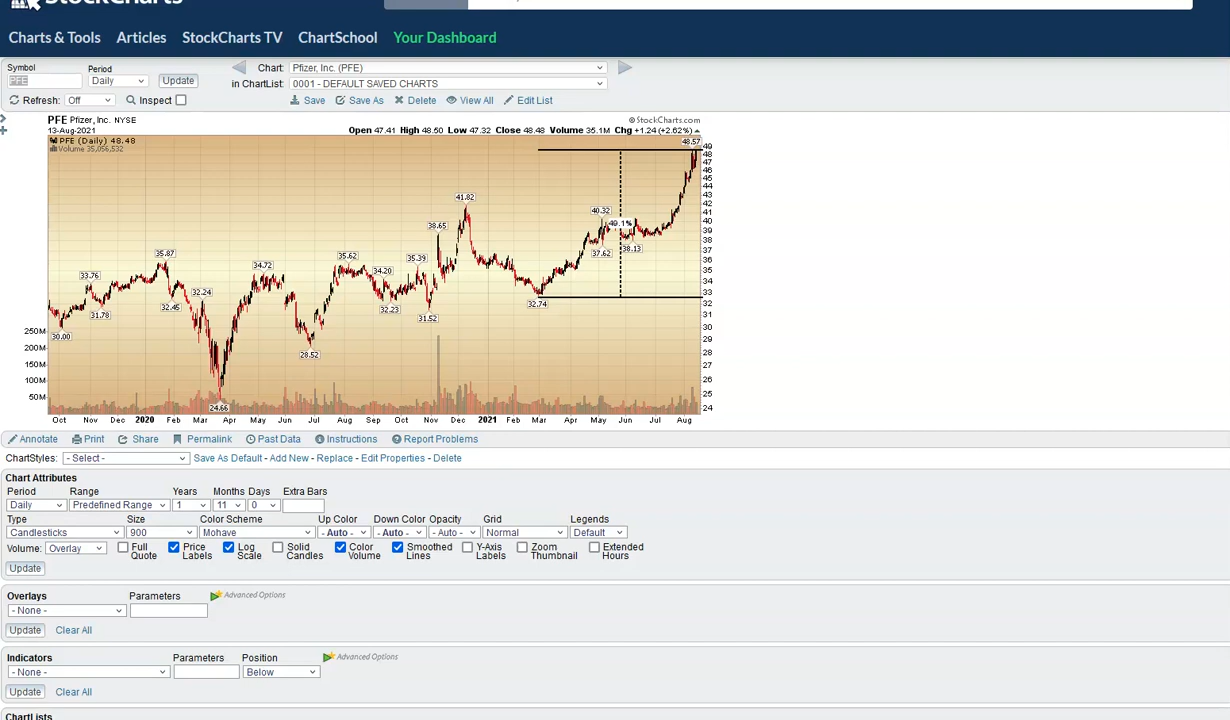 StockCharts
Charts & Tools Articles StockCharts TV ChartSchool Your Dashboard
Symbol Period Chart: Pfizer, Inc. (PFE)
PFE Daily Update in ChartList: 0001 - DEFAULT SAVED CHARTS
Refresh: Off Inspect Save Save As Delete View All Edit List
PFE Pfizer, Inc. NYSE © StockCharts.com
13-Aug-2021 Open 47.41 High 48.50 Low 47.32 Close 48.48 Volume 35.1M Chg +1.24 (+2.62%)
PFE (Daily) 48.48
Volume 35,056,532
48.57
49
48
47
46
45
44
43
42
41
40
39
38
37
36
35
34
33
32
31
30
29
28
27
26
25
24
41.82
40.32
49.1%
38.65
37.62
38.13
35.87
34.72
35.62
35.39
34.20
33.76
32.24
32.45
31.78
32.23
31.52
32.74
30.00
28.52
24.66
250M
200M
150M
100M
50M
Oct Nov Dec 2020 Feb Mar Apr May Jun Jul Aug Sep Oct Nov Dec 2021 Feb Mar Apr May Jun Jul Aug
Annotate Print Share Permalink Past Data Instructions Report Problems
ChartStyles: - Select - Save As Default - Add New - Replace - Edit Properties - Delete
Chart Attributes
Period Range Years Months Days Extra Bars
Daily Predefined Range 1 11 0
Type Size Color Scheme Up Color Down Color Opacity Grid Legends
Candlesticks 900 Mohave - Auto - - Auto - - Auto - Normal Default
Volume: Overlay Full Quote Price Labels Log Scale Solid Candles Color Volume Smoothed Lines Y-Axis Labels Zoom Thumbnail Extended Hours
Update
Overlays Parameters Advanced Options
- None -
Update Clear All
Indicators Parameters Position Advanced Options
- None - Below
Update Clear All
ChartLists